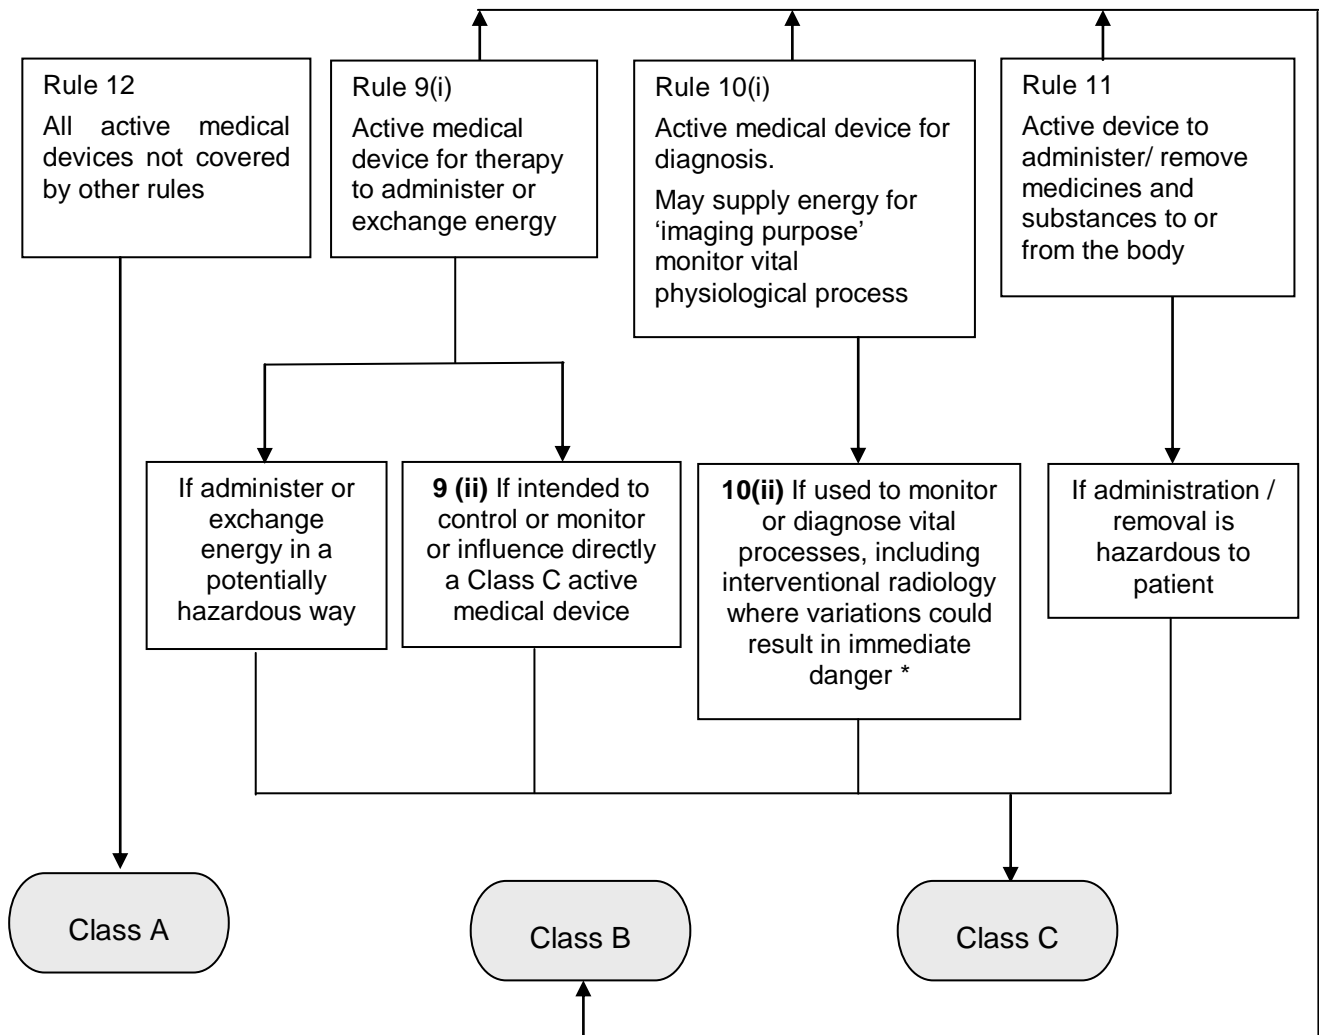 Rule 12
All active medical
devices not covered
by other rules
Rule 9(i)
Active medical
device for therapy
to administer or
exchange energy
Rule 10(i)
Active medical device for
diagnosis.
May supply energy for
‘imaging purpose’
monitor vital
physiological process
Rule 11
Active device to
administer/ remove
medicines and
substances to or
from the body
If administer or
exchange
energy in a
potentially
hazardous way
9 (ii) If intended to
control or monitor
or influence directly
a Class C active
medical device
10(ii) If used to monitor
or diagnose vital
processes, including
interventional radiology
where variations could
result in immediate
danger *
If administration /
removal is
hazardous to
patient
Class A
Class B
Class C